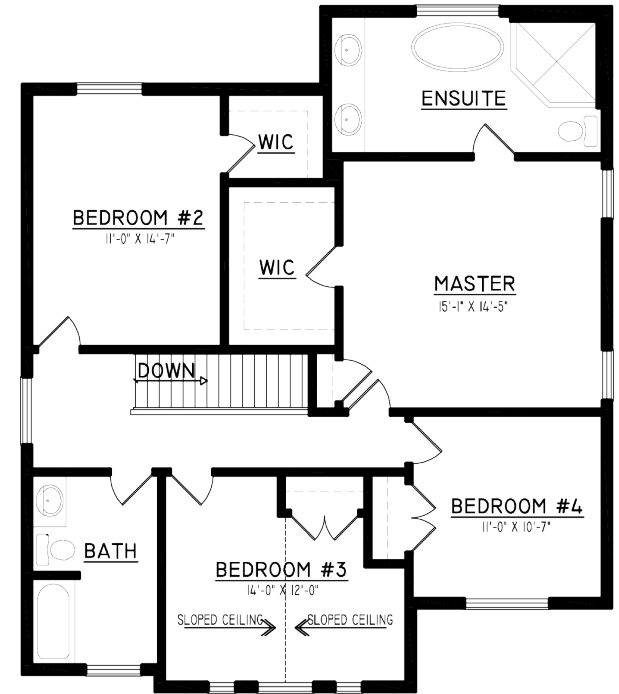 ENSUITE
WIC
BEDROOM #2
11'-0" X 14'-7"
WIC
MASTER
15'-1" X 14'-5"
DOWN
BEDROOM #4
11'-0" X 10'-7"
BATH
BEDROOM #3
14'-0" X 12'-0"
SLOPED CEILING
SLOPED CEILING